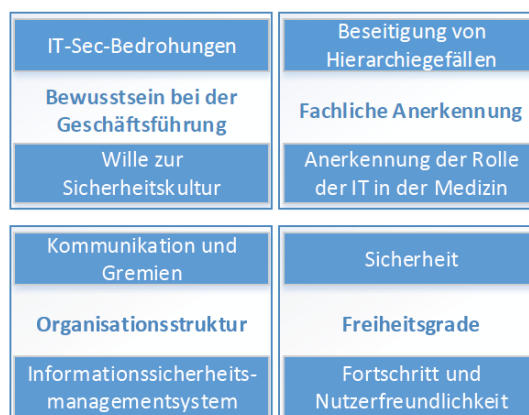 IT-Sec-Bedrohungen
Bewusstsein bei der
Geschäftsführung
Wille zur
Sicherheitskultur
Beseitigung von
Hierarchiegefällen
Fachliche Anerkennung
Anerkennung der Rolle
der IT in der Medizin
Kommunikation und
Gremien
Organisationsstruktur
Informationssicherheits-
managementsystem
Sicherheit
Freiheitsgrade
Fortschritt und
Nutzerfreundlichkeit